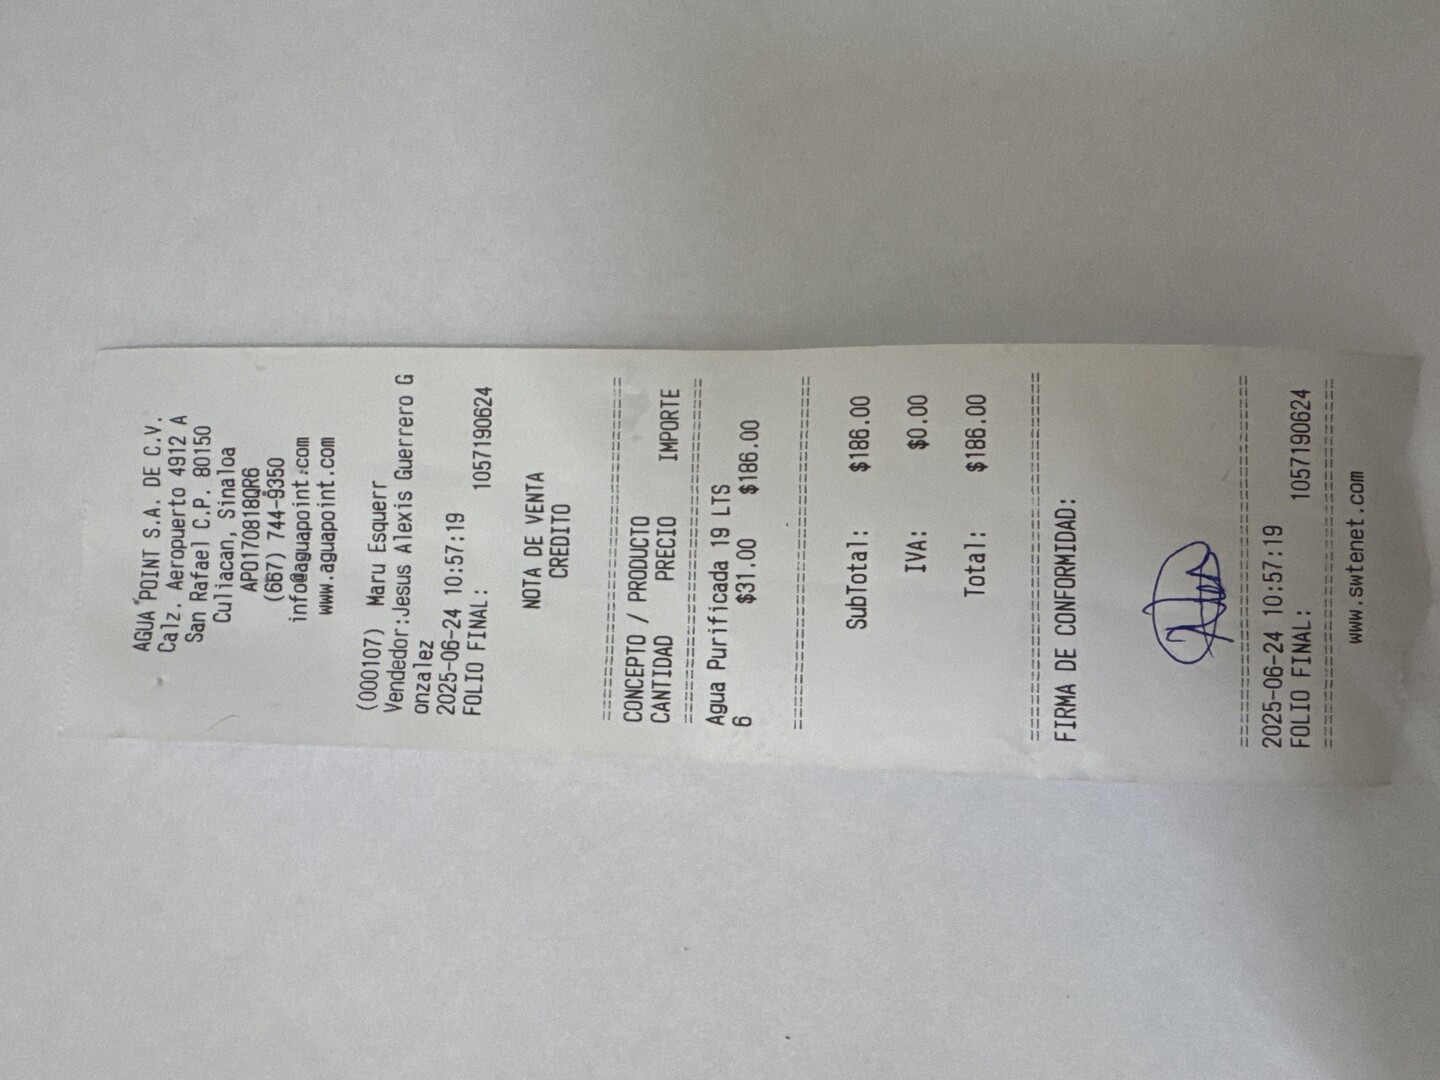 AGUA POINT S.A. DE C.V.
Calz. Aeropuerto 4912 A
San Rafael C.P. 80150
Culiacan, Sinaloa
APO170818QR6
(667) 744-9350
info@aguapoint.com
www.aguapoint.com
(000107) Maru Esquerr
Vendedor:Jesus Alexis Guerrero G
onzalez
2025-06-24 10:57:19
FOLIO FINAL: 1057190624
NOTA DE VENTA
CREDITO
================================
CONCEPTO / PRODUCTO
CANTIDAD PRECIO IMPORTE
================================
Agua Purificada 19 LTS
6 $31.00 $186.00
================================
SubTotal: $186.00
IVA: $0.00
Total: $186.00
================================
FIRMA DE CONFORMIDAD:
================================
2025-06-24 10:57:19
FOLIO FINAL: 1057190624
================================
www.swtenet.com